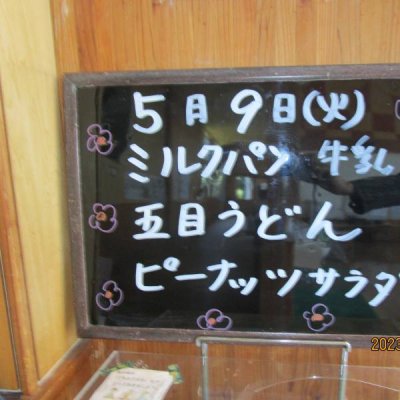 5月9日(火)
ミルクパン 牛乳
五目うどん
ピーナッツサラダ
2023